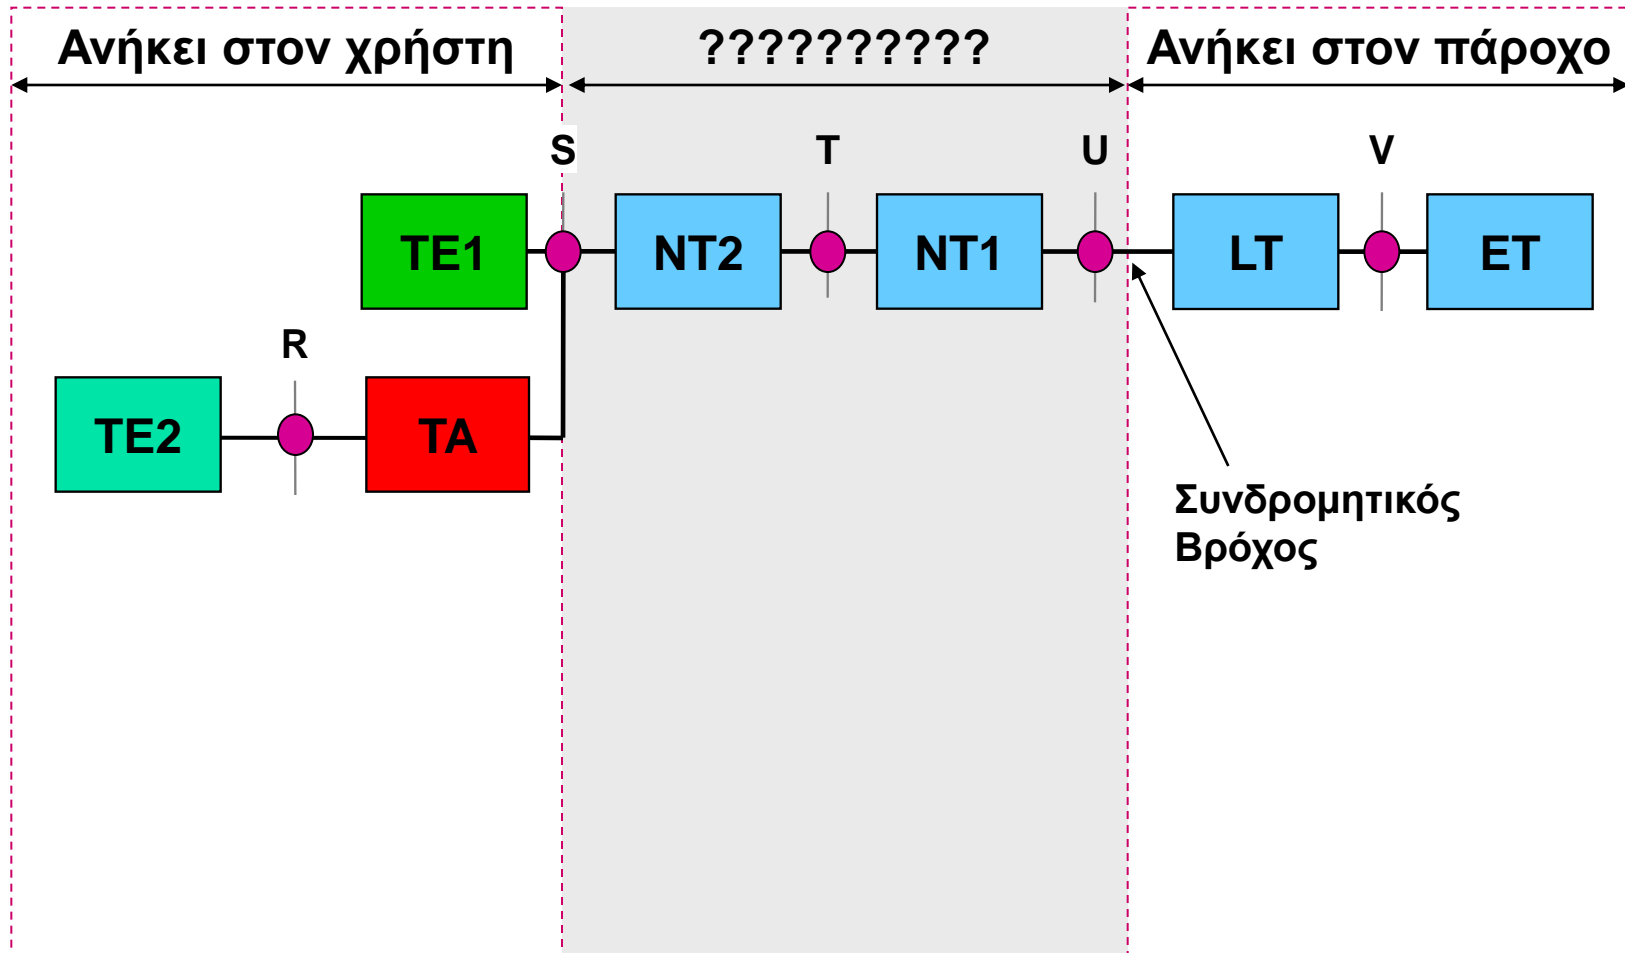 Ανήκει στον χρήστη
??????????
Ανήκει στον πάροχο
S
T
U
V
TE1
NT2
NT1
LT
ET
R
TE2
TA
Συνδρομητικός
Βρόχος